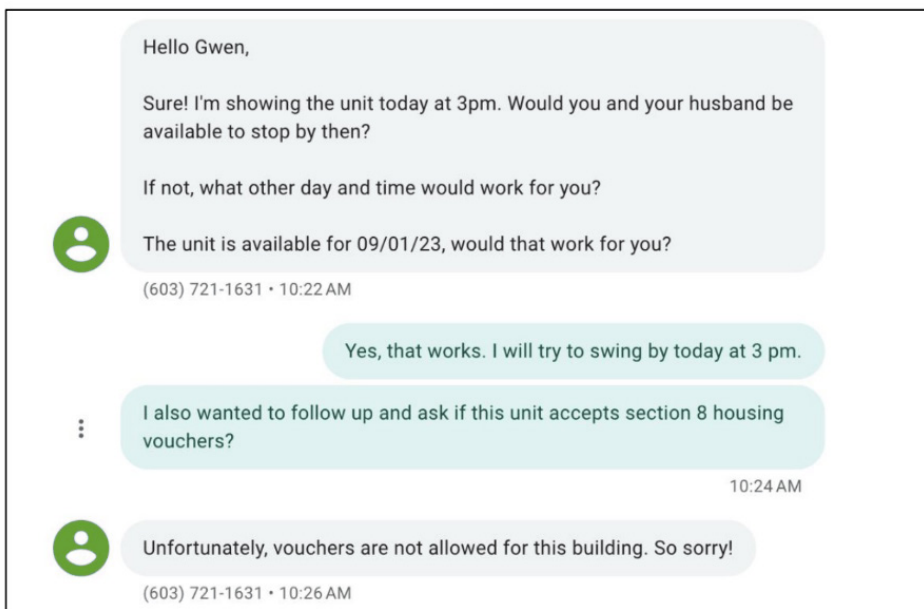 Hello Gwen,
Sure! I'm showing the unit today at 3pm. Would you and your husband be
available to stop by then?
If not, what other day and time would work for you?
The unit is available for 09/01/23, would that work for you?
(603) 721-1631 • 10:22 AM
Yes, that works. I will try to swing by today at 3 pm.
I also wanted to follow up and ask if this unit accepts section 8 housing
vouchers?
10:24 AM
Unfortunately, vouchers are not allowed for this building. So sorry!
(603) 721-1631 • 10:26 AM